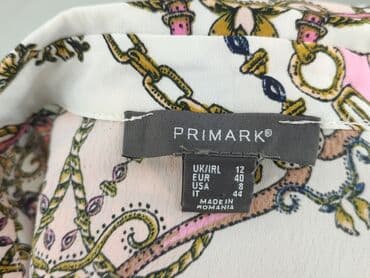 PRIMARK®
UK/IRL 12
EUR 40
USA 8
IT 44
MADE IN
ROMANIA